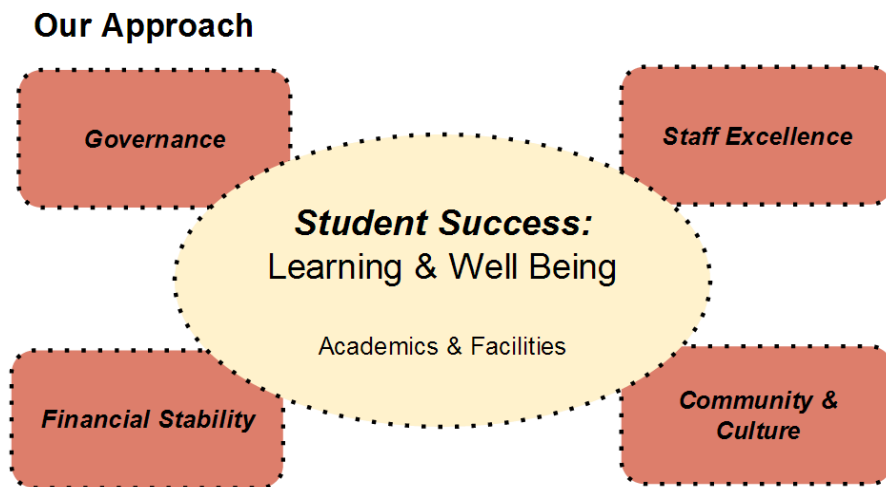 Our Approach
Governance
Staff Excellence
Student Success:
Learning & Well Being
Academics & Facilities
Financial Stability
Community &
Culture